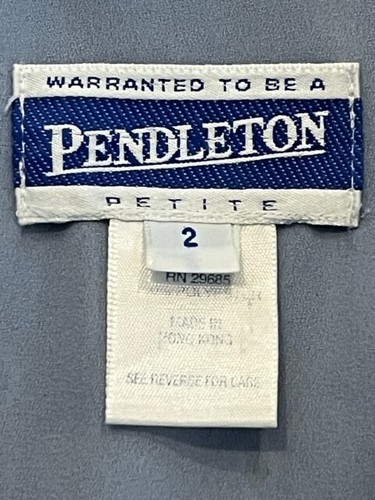 WARRANTED TO BE A
PENDLETON
PETITE
2
RN 29685
MADE IN
HONG KONG
SEE REVERSE FOR CARE